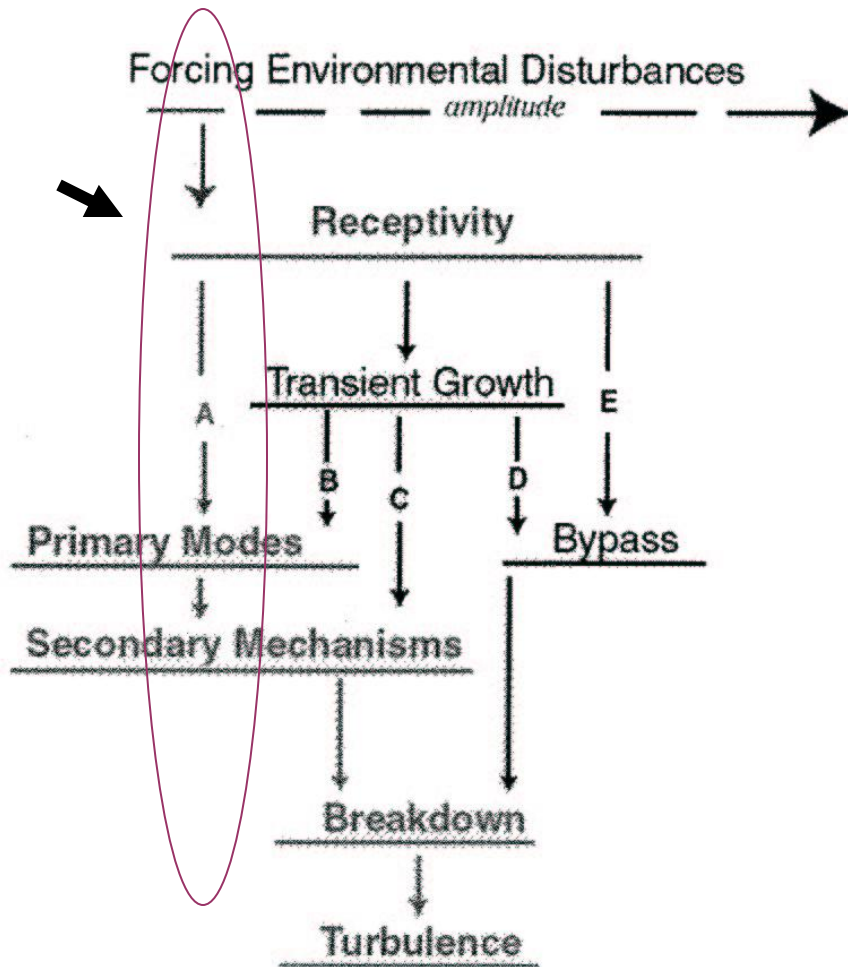 Forcing Environmental Disturbances
amplitude
Receptivity
Transient Growth
A
E
B
C
D
Primary Modes
Bypass
Secondary Mechanisms
Breakdown
Turbulence